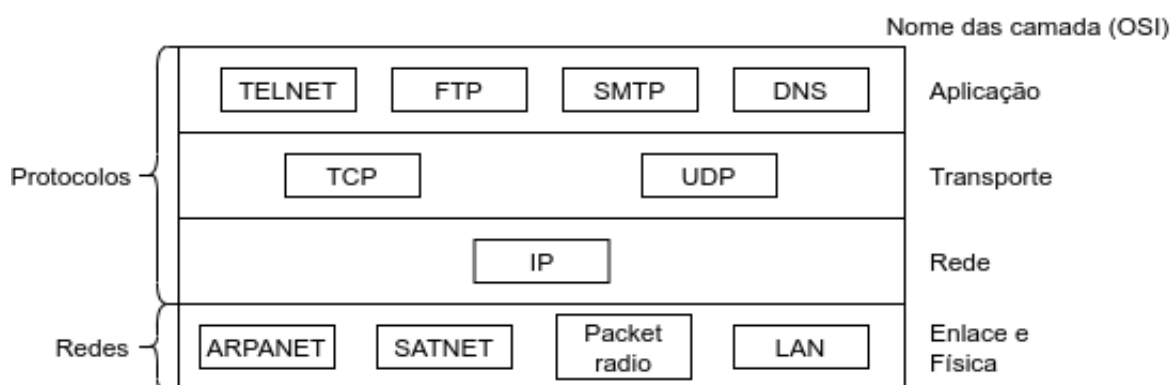 Nome das camada (OSI)
TELNET FTP SMTP DNS Aplicação
Protocolos TCP UDP Transporte
IP Rede
Redes ARPANET SATNET Packet radio LAN Enlace e Física